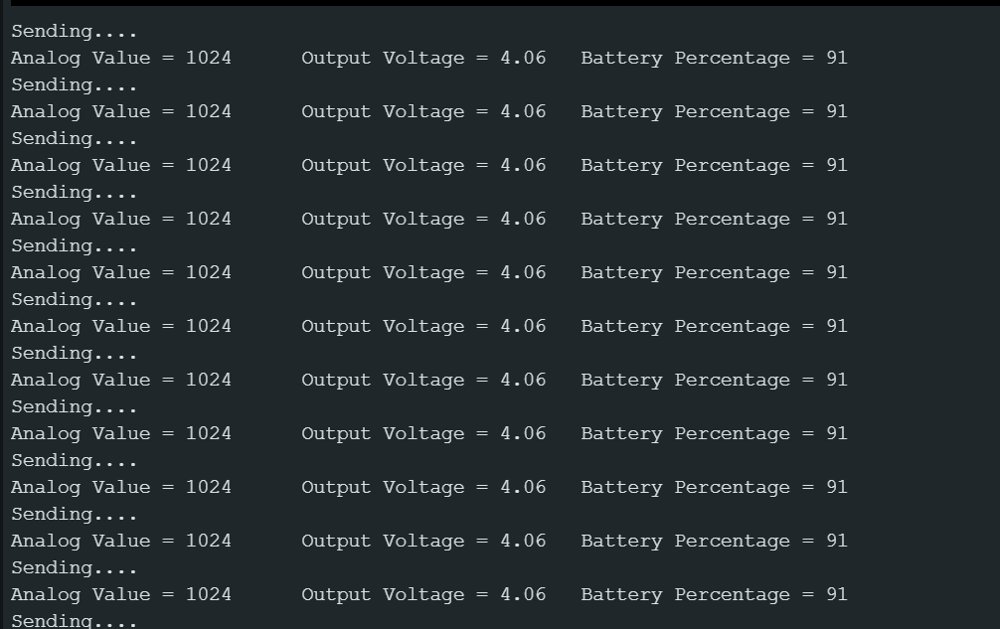 Sending....
Analog Value = 1024 Output Voltage = 4.06 Battery Percentage = 91
Sending....
Analog Value = 1024 Output Voltage = 4.06 Battery Percentage = 91
Sending....
Analog Value = 1024 Output Voltage = 4.06 Battery Percentage = 91
Sending....
Analog Value = 1024 Output Voltage = 4.06 Battery Percentage = 91
Sending....
Analog Value = 1024 Output Voltage = 4.06 Battery Percentage = 91
Sending....
Analog Value = 1024 Output Voltage = 4.06 Battery Percentage = 91
Sending....
Analog Value = 1024 Output Voltage = 4.06 Battery Percentage = 91
Sending....
Analog Value = 1024 Output Voltage = 4.06 Battery Percentage = 91
Sending....
Analog Value = 1024 Output Voltage = 4.06 Battery Percentage = 91
Sending....
Analog Value = 1024 Output Voltage = 4.06 Battery Percentage = 91
Sending....
Analog Value = 1024 Output Voltage = 4.06 Battery Percentage = 91
Sending....